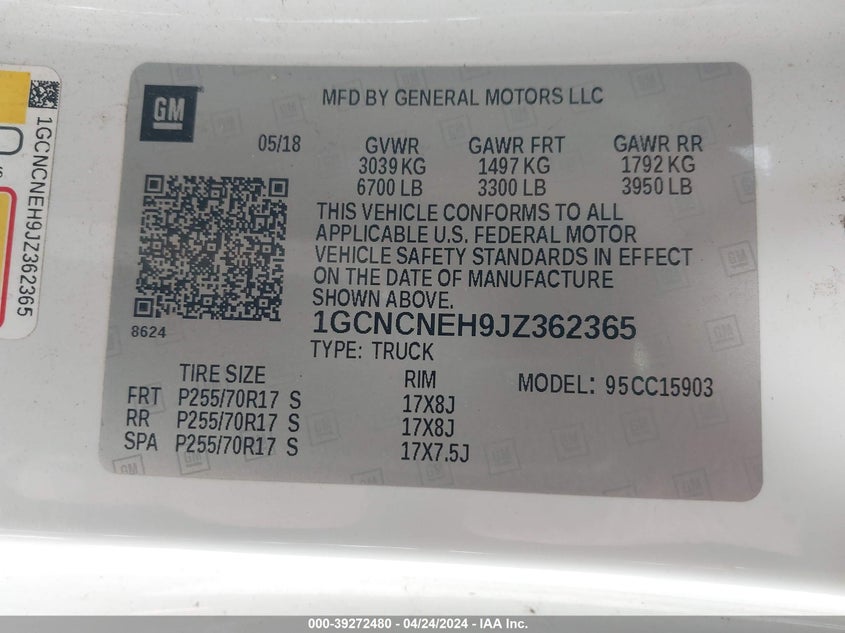 GM
MFD BY GENERAL MOTORS LLC
05/18
GVWR GAWR FRT GAWR RR
3039 KG 1497 KG 1792 KG
6700 LB 3300 LB 3950 LB
THIS VEHICLE CONFORMS TO ALL
APPLICABLE U.S. FEDERAL MOTOR
VEHICLE SAFETY STANDARDS IN EFFECT
ON THE DATE OF MANUFACTURE
SHOWN ABOVE.
8624
1GCNCNEH9JZ362365
TYPE: TRUCK
TIRE SIZE RIM MODEL: 95CC15903
FRT P255/70R17 S 17X8J
RR P255/70R17 S 17X8J
SPA P255/70R17 S 17X7.5J
1GCNCNEH9JZ362365
000-39272480 - 04/24/2024 - IAA Inc.